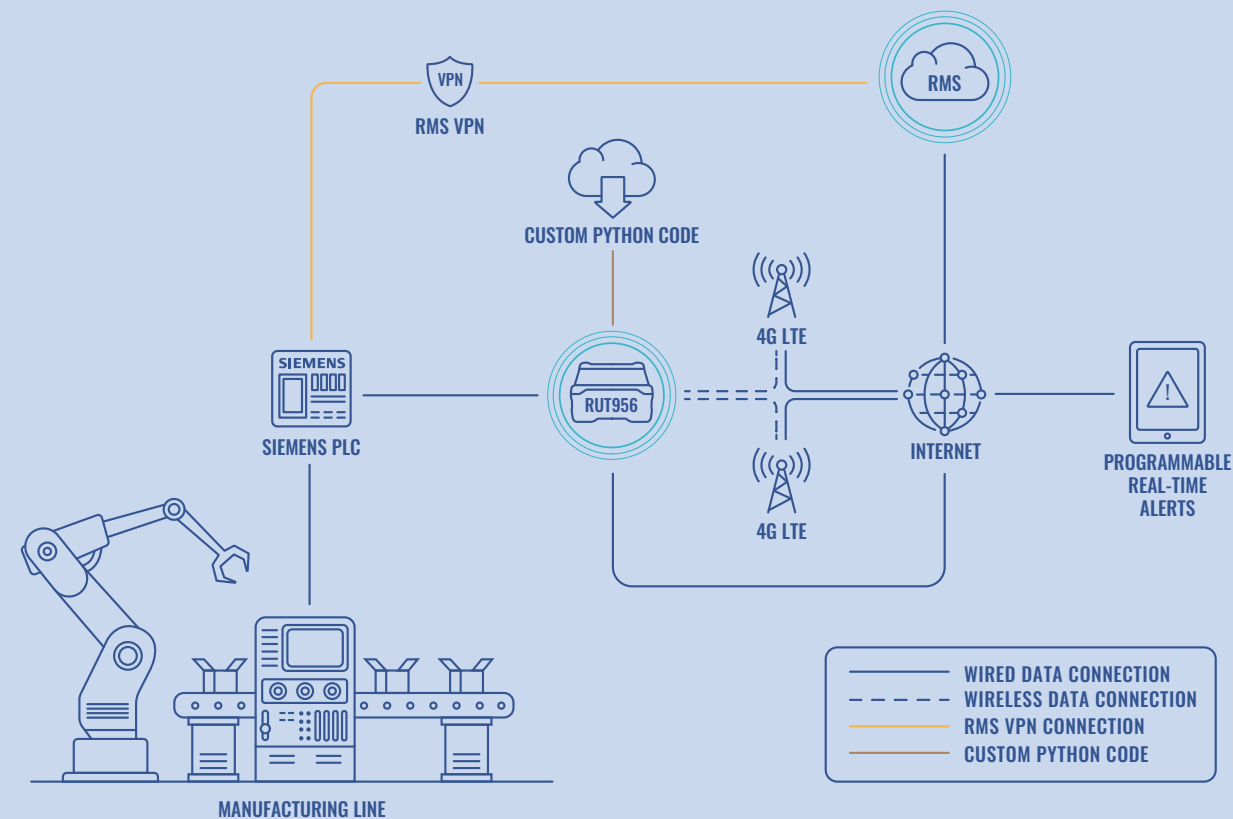 RMS
VPN
RMS VPN
CUSTOM PYTHON CODE
4G LTE
SIEMENS
SIEMENS PLC
RUT956
INTERNET
PROGRAMMABLE
REAL-TIME
ALERTS
4G LTE
MANUFACTURING LINE
WIRED DATA CONNECTION
WIRELESS DATA CONNECTION
RMS VPN CONNECTION
CUSTOM PYTHON CODE